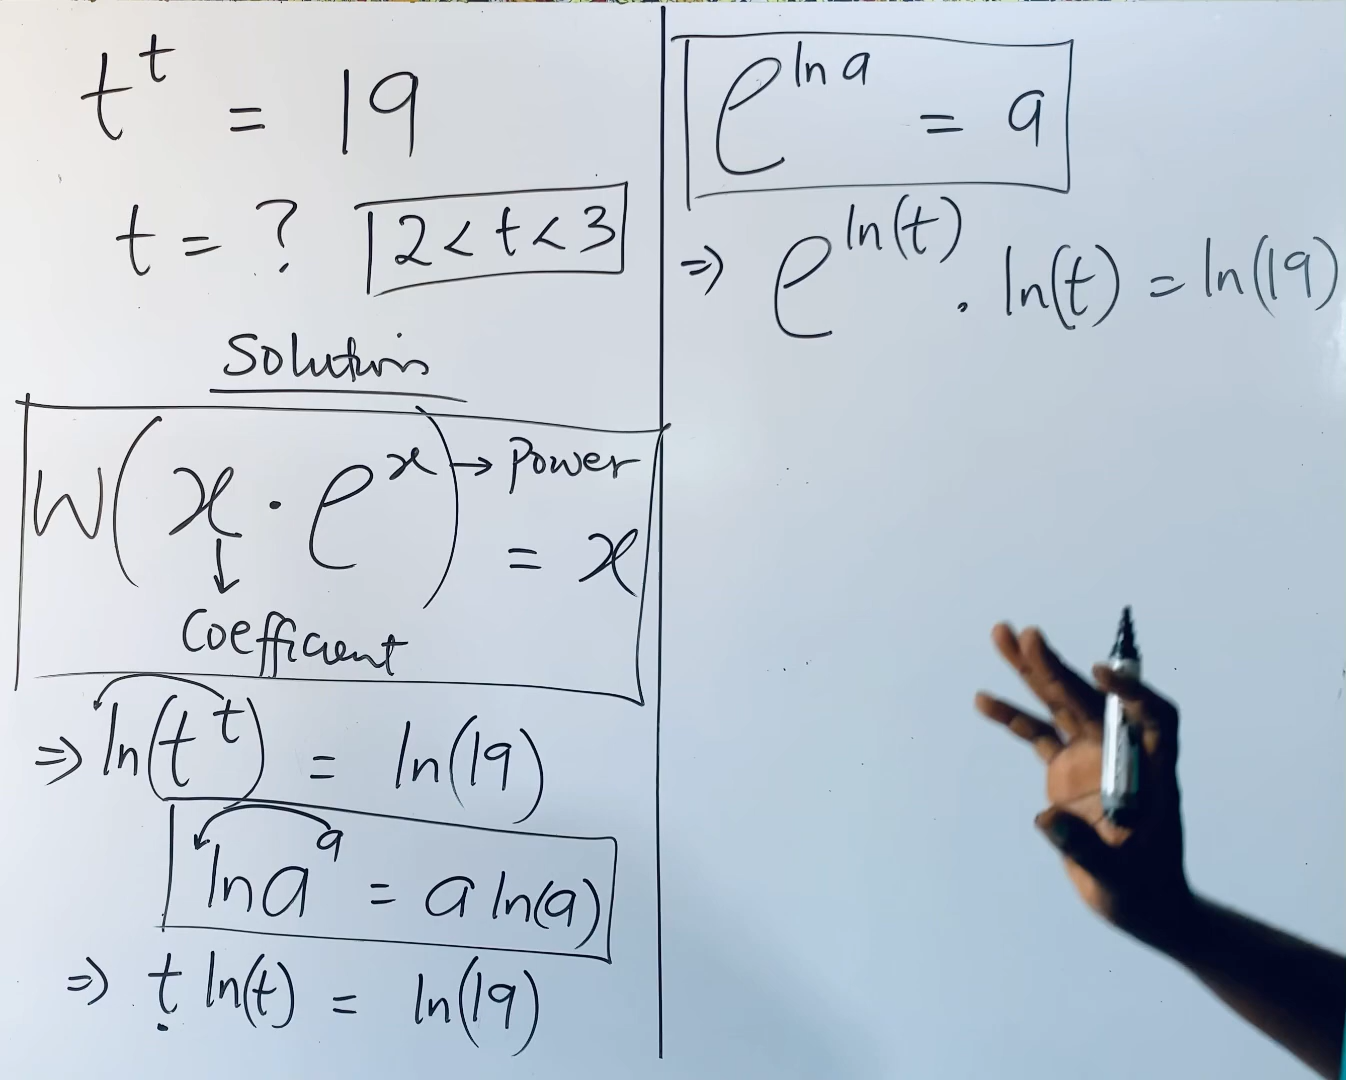 t^t = 19
t = ? 2 < t < 3
Solution
W(x · e^x) → Power
= x
↓
Coefficient
⇒ ln(t^t) = ln(19)
ln a^a = a ln(a)
⇒ t ln(t) = ln(19)
e^ln a = a
⇒ e^ln(t) . ln(t) = ln(19)